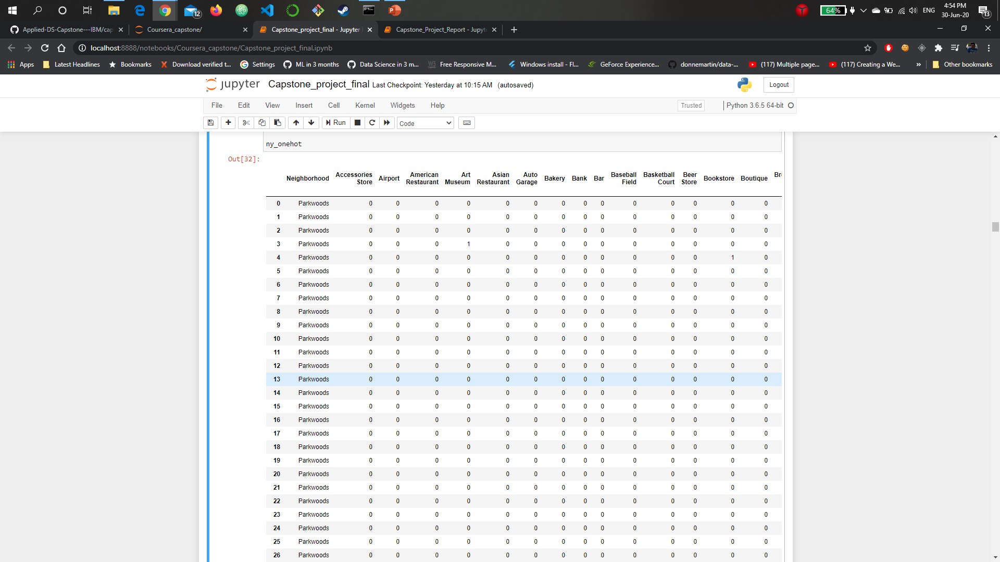 64%
ENG
4:54 PM
30-Jun-20
12
13
Applied-DS-Capstone---IBM/cap
Coursera_capstone/
Capstone_project_final - Jupyter
Capstone_Project_Report - Jupyt
localhost:8888/notebooks/Coursera_capstone/Capstone_project_final.ipynb
Apps
Latest Headlines
Bookmarks
Download verified t...
Settings
ML in 3 months
Data Science in 3 m...
Free Responsive M...
Windows install - Fl...
GeForce Experience...
donnemartin/data-...
(117) Multiple page...
(117) Creating a We...
»
Other bookmarks
jupyter Capstone_project_final Last Checkpoint: Yesterday at 10:15 AM (autosaved)
Logout
File Edit View Insert Cell Kernel Widgets Help
Trusted
Python 3.6.5 64-bit
Run
Code
ny_onehot
Out[32]:
Neighborhood Accessories Store Airport American Restaurant Art Museum Asian Restaurant Auto Garage Bakery Bank Bar Baseball Field Basketball Court Beer Store Bookstore Boutique Br
0 Parkwoods 0 0 0 0 0 0 0 0 0 0 0 0 0 0
1 Parkwoods 0 0 0 0 0 0 0 0 0 0 0 0 0 0
2 Parkwoods 0 0 0 0 0 0 0 0 0 0 0 0 0 0
3 Parkwoods 0 0 0 1 0 0 0 0 0 0 0 0 0 0
4 Parkwoods 0 0 0 0 0 0 0 0 0 0 0 0 1 0
5 Parkwoods 0 0 0 0 0 0 0 0 0 0 0 0 0 0
6 Parkwoods 0 0 0 0 0 0 0 0 0 0 0 0 0 0
7 Parkwoods 0 0 0 0 0 0 0 0 0 0 0 0 0 0
8 Parkwoods 0 0 0 0 0 0 0 0 0 0 0 0 0 0
9 Parkwoods 0 0 0 0 0 0 0 0 0 0 0 0 0 0
10 Parkwoods 0 0 0 0 0 0 0 0 0 0 0 0 0 0
11 Parkwoods 0 0 0 0 0 0 0 0 0 0 0 0 0 0
12 Parkwoods 0 0 0 0 0 0 0 0 0 0 0 0 0 0
13 Parkwoods 0 0 0 0 0 0 0 0 0 0 0 0 0 0
14 Parkwoods 0 0 0 0 0 0 0 0 0 0 0 0 0 0
15 Parkwoods 0 0 0 0 0 0 0 0 0 0 0 0 0 0
16 Parkwoods 0 0 0 0 0 0 0 0 0 0 0 0 0 0
17 Parkwoods 0 0 0 0 0 0 0 0 0 0 0 0 0 0
18 Parkwoods 0 0 0 0 0 0 0 0 0 0 0 0 0 0
19 Parkwoods 0 0 0 0 0 0 0 0 0 0 0 0 0 0
20 Parkwoods 0 0 0 0 0 0 0 0 0 0 0 0 0 0
21 Parkwoods 0 0 0 0 0 0 0 0 0 0 0 0 0 0
22 Parkwoods 0 0 0 0 0 0 0 0 0 0 0 0 0 0
23 Parkwoods 0 0 0 0 0 0 0 0 0 0 0 0 0 0
24 Parkwoods 0 0 0 0 0 0 0 0 0 0 0 0 0 0
25 Parkwoods 0 0 0 0 0 0 0 0 0 0 0 0 0 0
26 Parkwoods 0 0 0 0 0 0 0 0 0 0 0 0 0 0